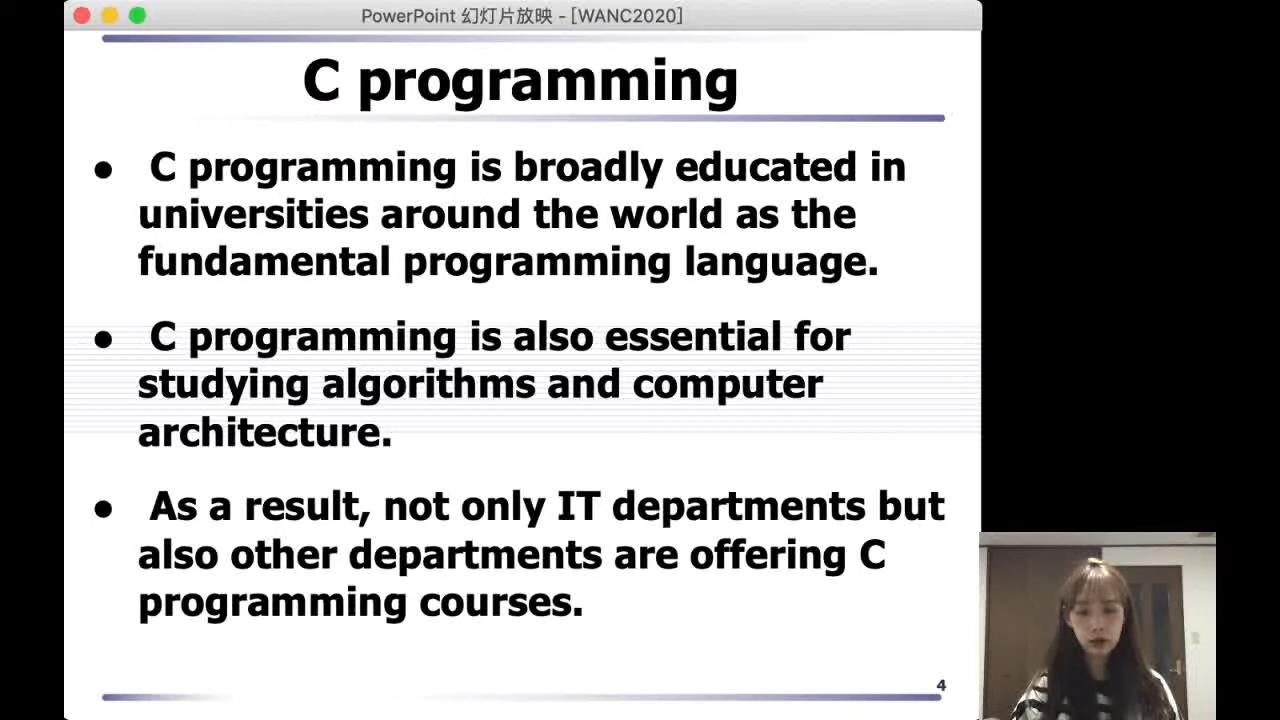 PowerPoint 幻灯片放映 - [WANC2020]
C programming
● C programming is broadly educated in
universities around the world as the
fundamental programming language.
● C programming is also essential for
studying algorithms and computer
architecture.
● As a result, not only IT departments but
also other departments are offering C
programming courses.
4